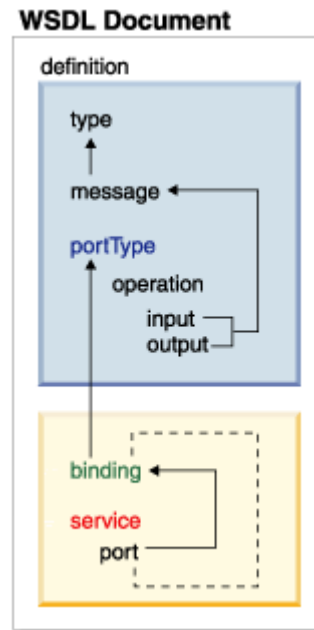 WSDL Document
definition
type
message
portType
operation
input
output
binding
service
port